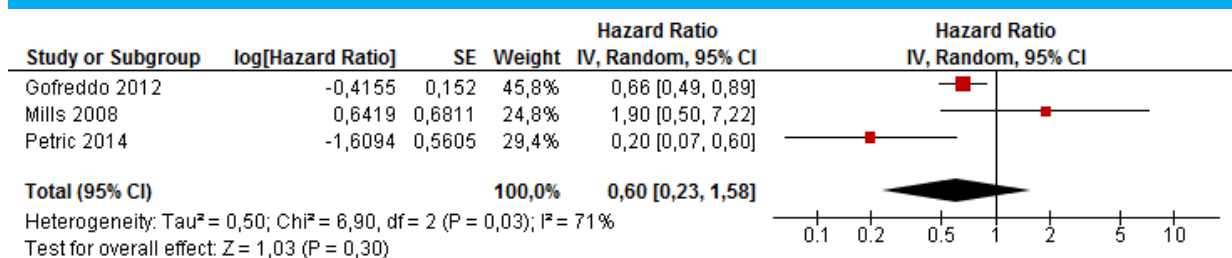 Hazard Ratio Hazard Ratio
Study or Subgroup log[Hazard Ratio] SE Weight IV, Random, 95% CI IV, Random, 95% CI
Gofreddo 2012 -0,4155 0,152 45,8% 0,66 [0,49, 0,89]
Mills 2008 0,6419 0,6811 24,8% 1,90 [0,50, 7,22]
Petric 2014 -1,6094 0,5605 29,4% 0,20 [0,07, 0,60]
Total (95% CI) 100,0% 0,60 [0,23, 1,58]
Heterogeneity: Tau² = 0,50; Chi² = 6,90, df = 2 (P = 0,03); I² = 71%
Test for overall effect: Z = 1,03 (P = 0,30)
0.1 0.2 0.5 1 2 5 10